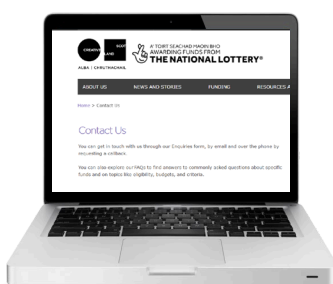 CREATIVE SCOT
LAND
ALBA | CHRUTHACHAIL
A' TOIRT SEACHAD MAOIN BHO
AWARDING FUNDS FROM
THE NATIONAL LOTTERY®
ABOUT US NEWS AND STORIES FUNDING RESOURCES A
Home > Contact Us
Contact Us
You can get in touch with us through our Enquiries form, by email and over the phone by
requesting a callback.
You can also explore our FAQs to find answers to commonly asked questions about specific
funds and on topics like eligibility, budgets, and criteria.